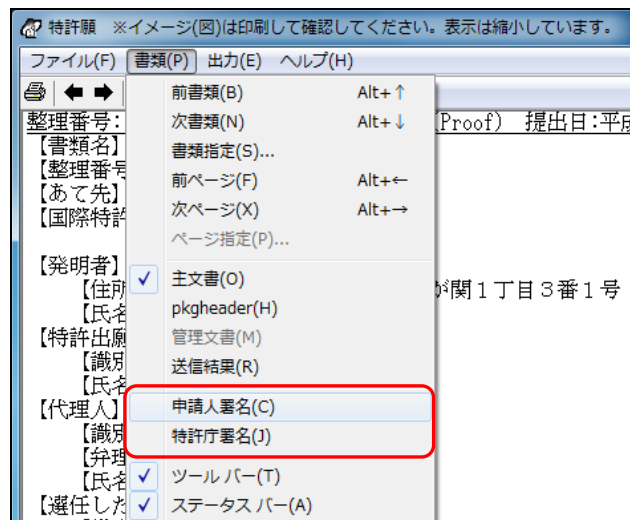 特許願 ※イメージ(図)は印刷して確認してください。表示は縮小しています。
ファイル(F) 書類(P) 出力(E) ヘルプ(H)
前書類(B) Alt+↑
次書類(N) Alt+↓
書類指定(S)...
前ページ(F) Alt+←
次ページ(X) Alt+→
ページ指定(P)...
主文書(O)
pkgheader(H)
管理文書(M)
送信結果(R)
申請人署名(C)
特許庁署名(J)
ツール バー(T)
ステータス バー(A)
整理番号: (Proof) 提出日:平成
【書類名】
【整理番号
【あて先】
【国際特許
【発明者】
【住所 が関1丁目3番1号
【氏名
【特許出願
【識別
【氏名
【代理人】
【識別
【弁理
【氏名
【選任した